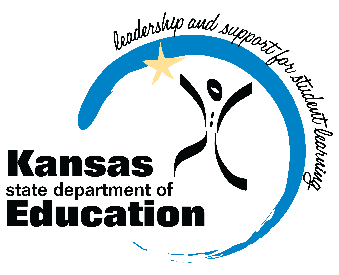 leadership and support for student learning
Kansas
state department of
Education